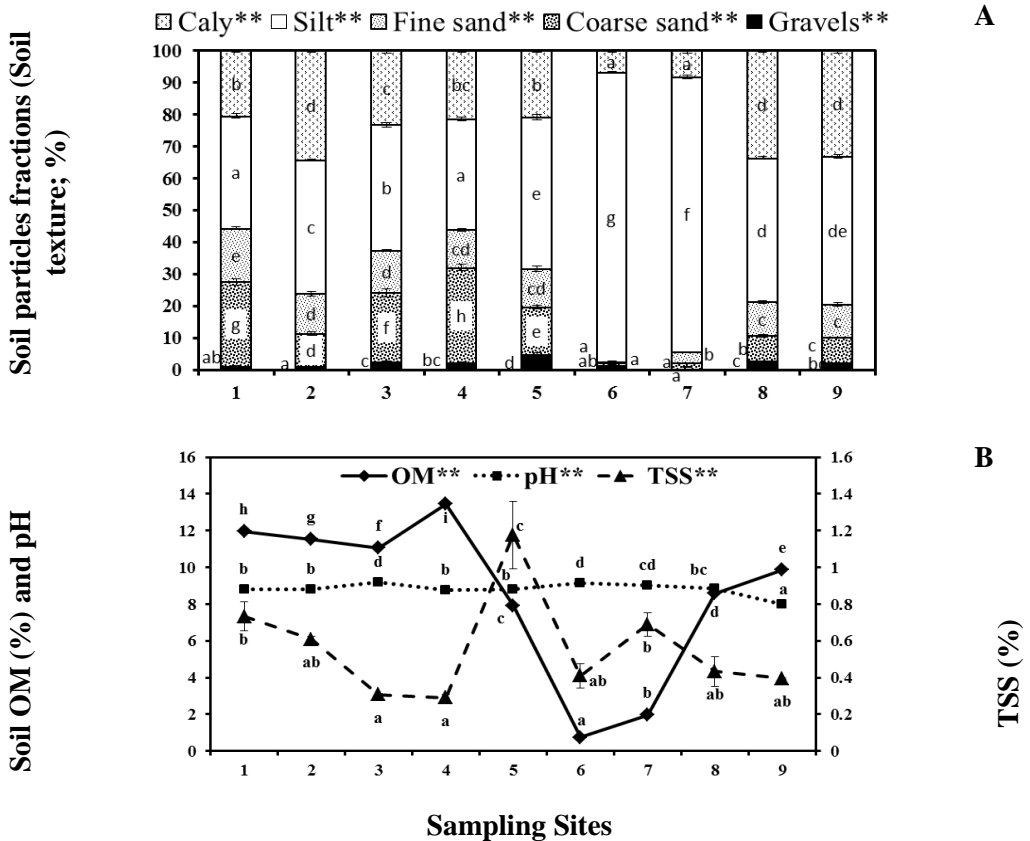 Caly** Silt** Fine sand** Coarse sand** Gravels**
A
Soil particles fractions (Soil
texture; %)
100
90
80
70
60
50
40
30
20
10
0
b d c bc b a a d d
a c b a e g f d de
e d d cd cd a b c c
g d f h e ab a b c
ab a c bc d a a c bc
1 2 3 4 5 6 7 8 9
B
Soil OM (%) and pH
16
14
12
10
8
6
4
2
0
OM** pH** TSS**
h g f i c a b d e
b b d b b d cd bc a
b ab a a c ab b ab ab
1.6
1.4
1.2
1
0.8
0.6
0.4
0.2
0
TSS (%)
1 2 3 4 5 6 7 8 9
Sampling Sites